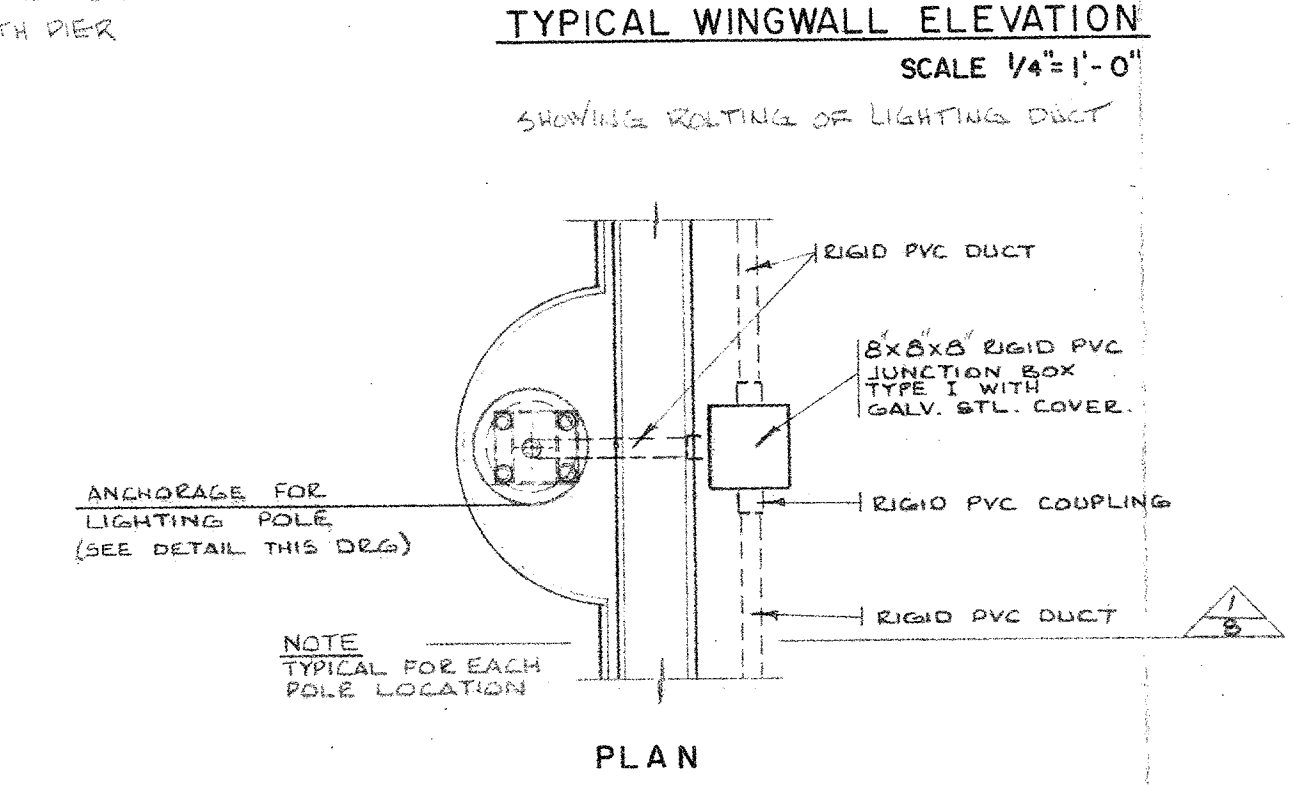 TH PIER
TYPICAL WINGWALL ELEVATION
SCALE 1/4"=1'-0"
SHOWING ROUTING OF LIGHTING DUCT
RIGID PVC DUCT
8"x8"x8" RIGID PVC
JUNCTION BOX
TYPE I WITH
GALV. STL. COVER.
ANCHORAGE FOR
LIGHTING POLE
(SEE DETAIL THIS DRG)
RIGID PVC COUPLING
RIGID PVC DUCT
1
8
NOTE
TYPICAL FOR EACH
POLE LOCATION
PLAN